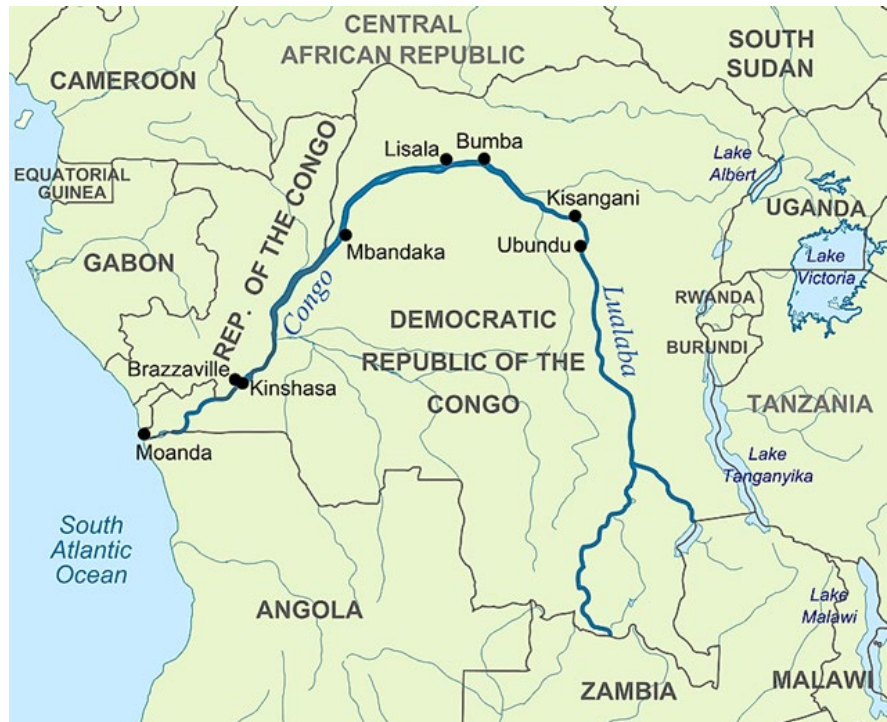 CENTRAL
AFRICAN REPUBLIC
SOUTH
SUDAN
CAMEROON
Lisala
Bumba
Lake
Albert
EQUATORIAL
GUINEA
REP. OF THE CONGO
Kisangani
UGANDA
Mbandaka
Ubundu
GABON
Congo
Lualaba
Lake
Victoria
RWANDA
DEMOCRATIC
REPUBLIC OF THE
CONGO
BURUNDI
Brazzaville
Kinshasa
TANZANIA
Moanda
Lake
Tanganyika
South
Atlantic
Ocean
ANGOLA
Lake
Malawi
ZAMBIA
MALAWI